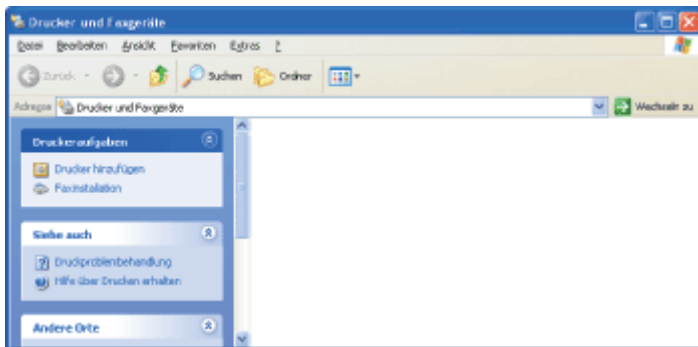 Drucker und Faxgeräte
Datei Bearbeiten Ansicht Favoriten Extras ?
Zurück Suchen Ordner
Adresse Drucker und Faxgeräte Wechseln zu
Druckeraufgaben
Drucker hinzufügen
Faxinstallation
Siehe auch
Druckproblembehandlung
Hilfe über Drucken erhalten
Andere Orte